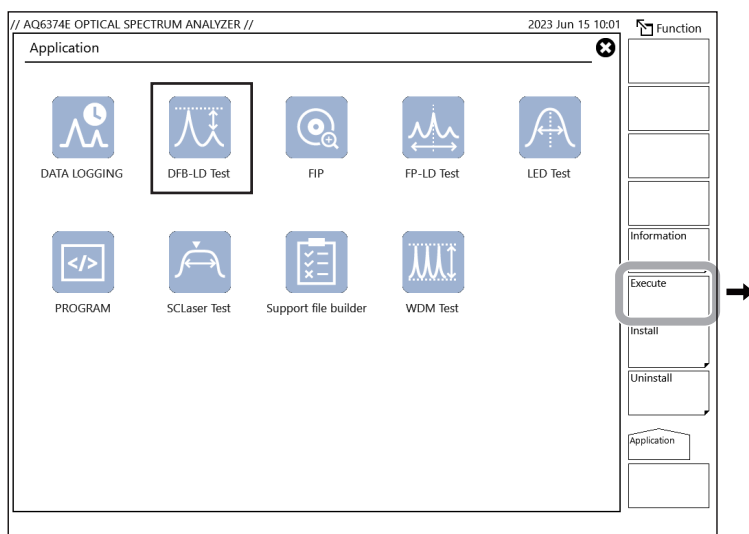 // AQ6374E OPTICAL SPECTRUM ANALYZER // 2023 Jun 15 10:01
Function
Application
DATA LOGGING DFB-LD Test FIP FP-LD Test LED Test
PROGRAM SCLaser Test Support file builder WDM Test
Information
Execute
Install
Uninstall
Application